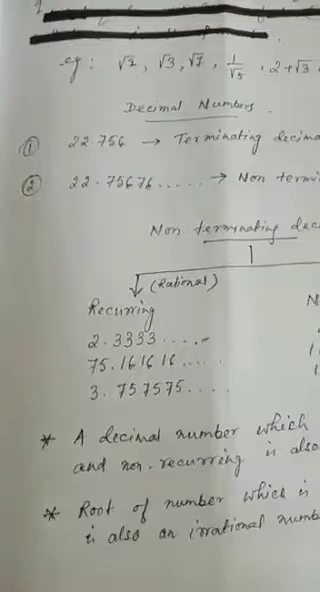 eg: √2, √3, √7, 1/√5, 2+√3
Decimal Numbers
① 22.756 → Terminating decima
② 22.75676..... → Non termi
Non terminating dec
(Rational)
Recurring N
2.3333.....
75.161616.....
3.757575....
* A decimal number which
and non-recurring is also
* Root of number which is
is also an irrational numb